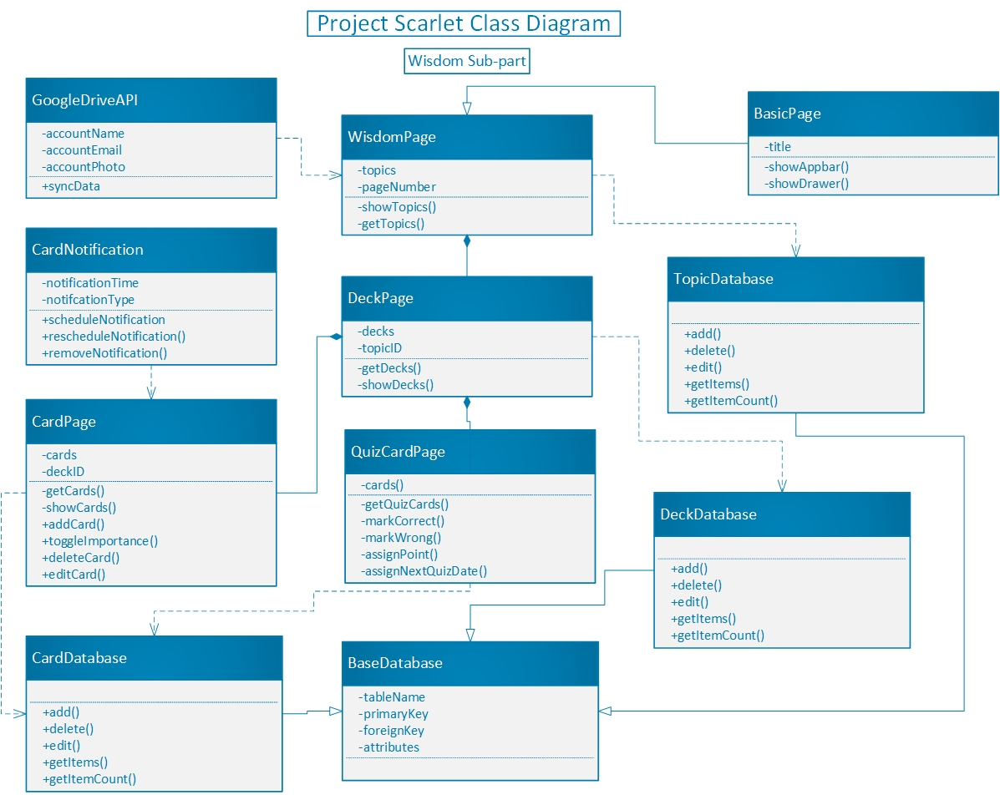 Project Scarlet Class Diagram
Wisdom Sub-part
GoogleDriveAPI
-accountName
-accountEmail
-accountPhoto
+syncData
WisdomPage
-topics
-pageNumber
-showTopics()
-getTopics()
BasicPage
-title
-showAppbar()
-showDrawer()
CardNotification
-notificationTime
-notifcationType
+scheduleNotification
+rescheduleNotification()
+removeNotification()
DeckPage
-decks
-topicID
-getDecks()
-showDecks()
TopicDatabase
+add()
+delete()
+edit()
+getItems()
+getItemCount()
CardPage
-cards
-deckID
-getCards()
-showCards()
+addCard()
+toggleImportance()
+deleteCard()
+editCard()
QuizCardPage
-cards()
-getQuizCards()
-markCorrect()
-markWrong()
-assignPoint()
-assignNextQuizDate()
DeckDatabase
+add()
+delete()
+edit()
+getItems()
+getItemCount()
CardDatabase
+add()
+delete()
+edit()
+getItems()
+getItemCount()
BaseDatabase
-tableName
-primaryKey
-foreignKey
-attributes